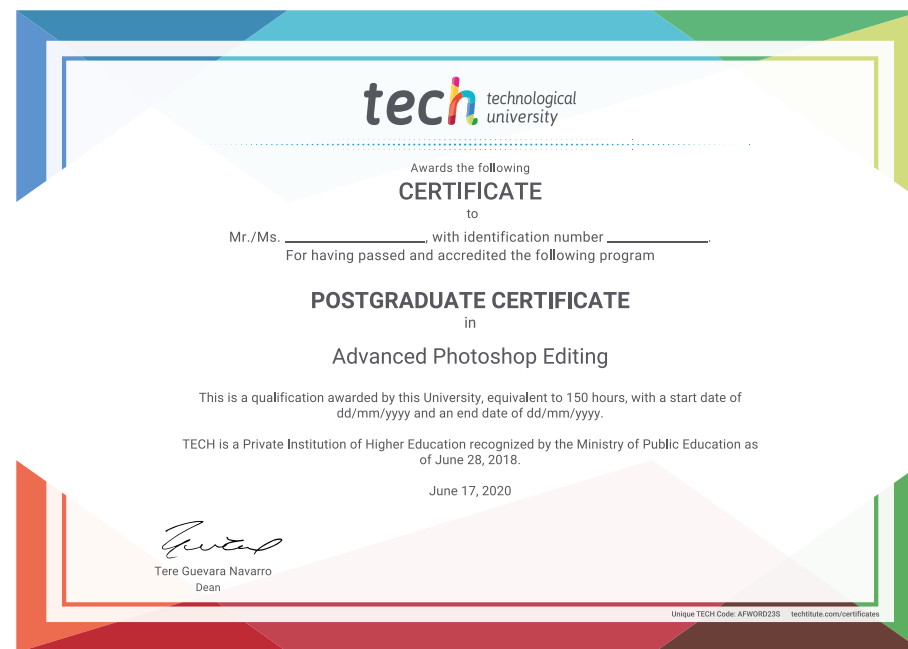 tech technological
university
Awards the following
CERTIFICATE
to
Mr./Ms. ____________________, with identification number ______________.
For having passed and accredited the following program
POSTGRADUATE CERTIFICATE
in
Advanced Photoshop Editing
This is a qualification awarded by this University, equivalent to 150 hours, with a start date of
dd/mm/yyyy and an end date of dd/mm/yyyy.
TECH is a Private Institution of Higher Education recognized by the Ministry of Public Education as
of June 28, 2018.
June 17, 2020
Tere Guevara Navarro
Dean
Unique TECH Code: AFWORD23S techtitute.com/certificates